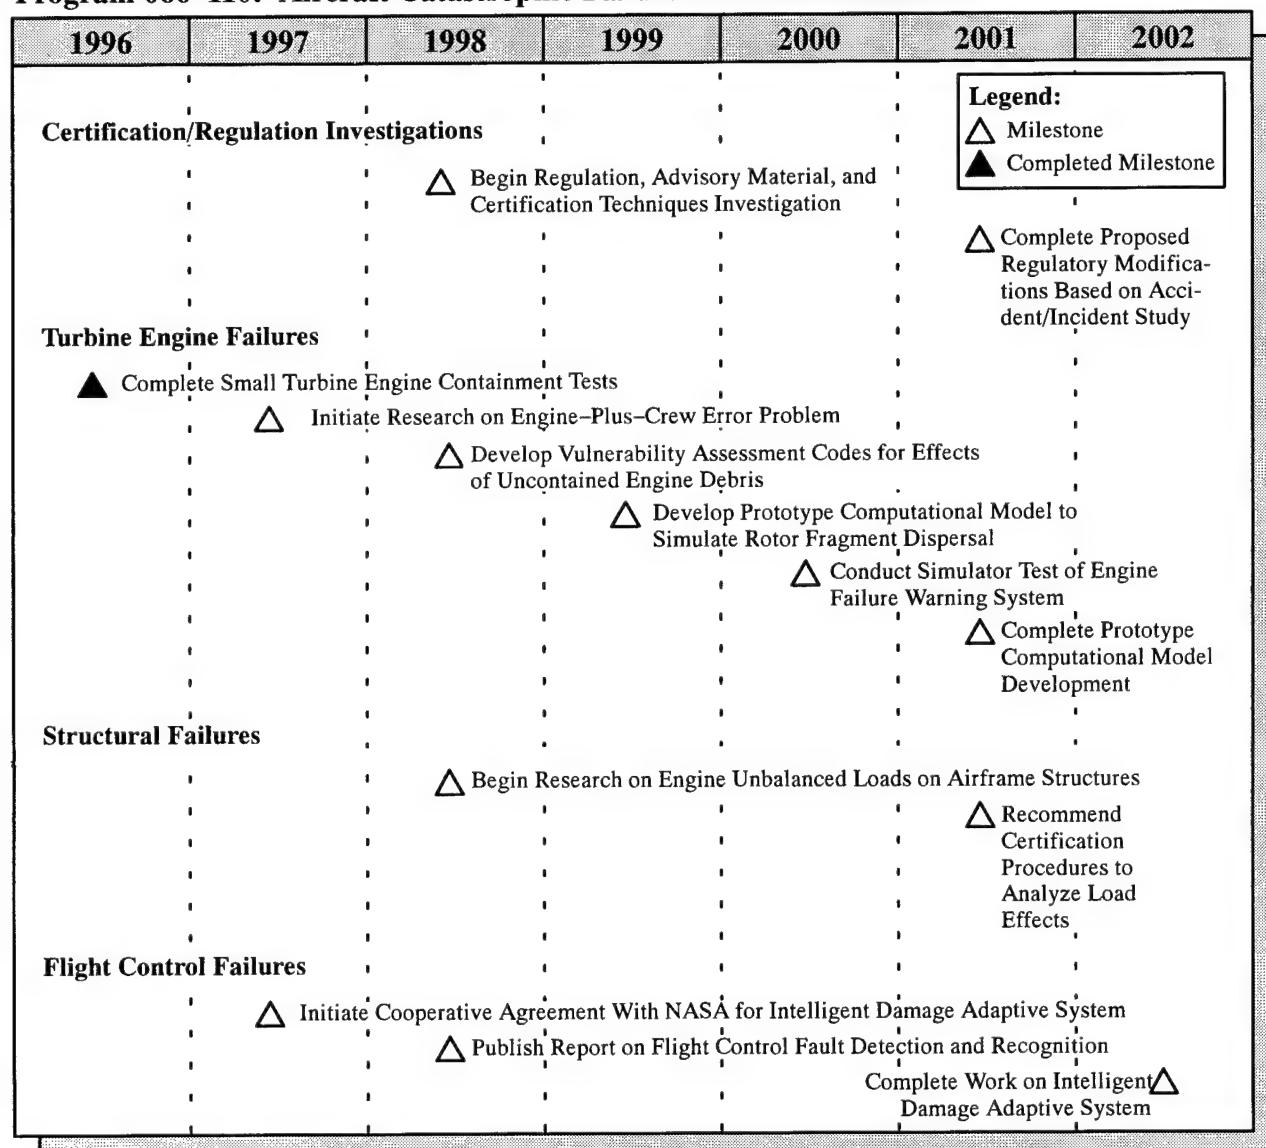 1996 1997 1998 1999 2000 2001 2002
Legend:
Milestone
Completed Milestone
Certification/Regulation Investigations
Begin Regulation, Advisory Material, and
Certification Techniques Investigation
Complete Proposed
Regulatory Modifica-
tions Based on Acci-
dent/Incident Study
Turbine Engine Failures
Complete Small Turbine Engine Containment Tests
Initiate Research on Engine–Plus–Crew Error Problem
Develop Vulnerability Assessment Codes for Effects
of Uncontained Engine Debris
Develop Prototype Computational Model to
Simulate Rotor Fragment Dispersal
Conduct Simulator Test of Engine
Failure Warning System
Complete Prototype
Computational Model
Development
Structural Failures
Begin Research on Engine Unbalanced Loads on Airframe Structures
Recommend
Certification
Procedures to
Analyze Load
Effects
Flight Control Failures
Initiate Cooperative Agreement With NASA for Intelligent Damage Adaptive System
Publish Report on Flight Control Fault Detection and Recognition
Complete Work on Intelligent
Damage Adaptive System